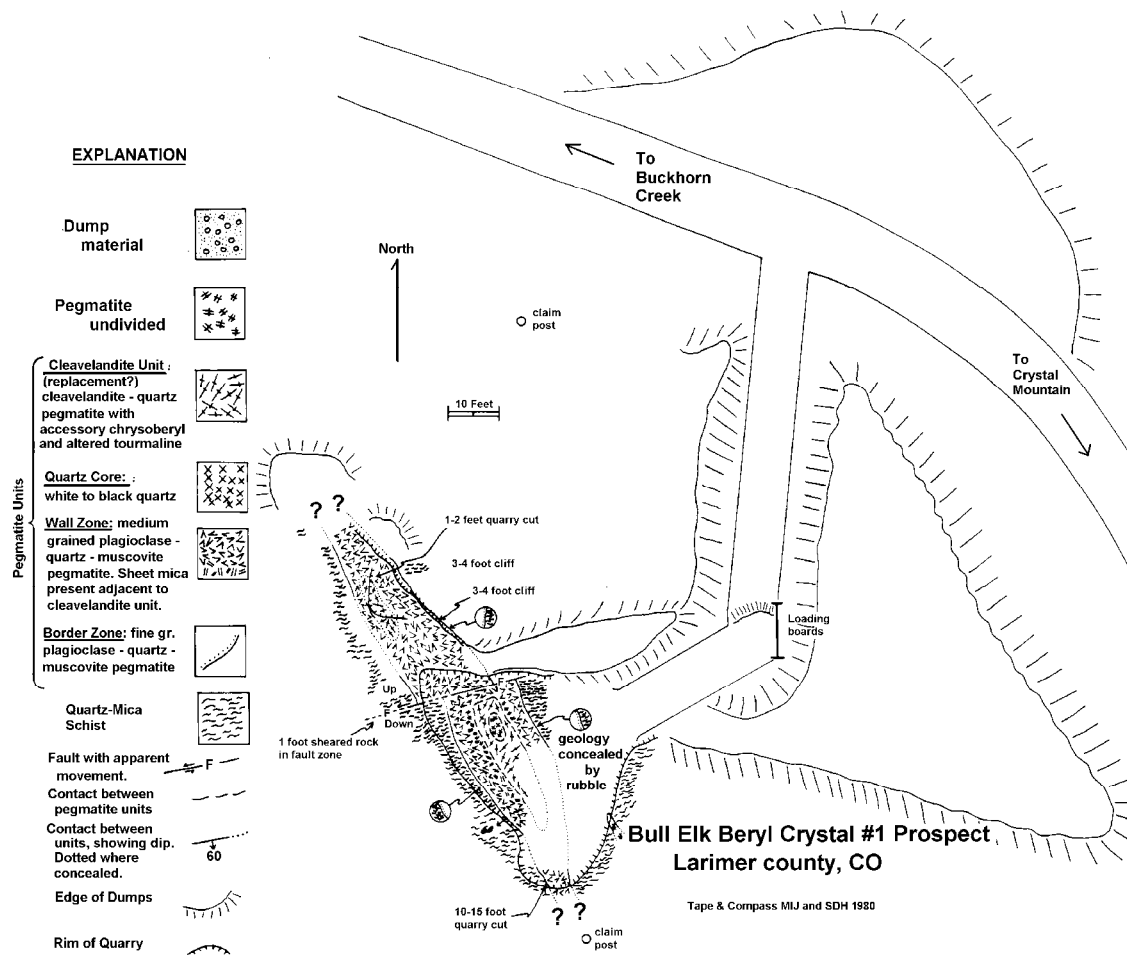 EXPLANATION
Dump
material
Pegmatite
undivided
Pegmatite Units
Cleavelandite Unit :
(replacement?)
cleavelandite - quartz
pegmatite with
accessory chrysoberyl
and altered tourmaline
Quartz Core: :
white to black quartz
Wall Zone: medium
grained plagioclase -
quartz - muscovite
pegmatite. Sheet mica
present adjacent to
cleavelandite unit.
Border Zone: fine gr.
plagioclase - quartz -
muscovite pegmatite
Quartz-Mica
Schist
Fault with apparent
movement.
F
Contact between
pegmatite units
Contact between
units, showing dip.
Dotted where
concealed.
60
Edge of Dumps
Rim of Quarry
To
Buckhorn
Creek
North
claim
post
10 Feet
To
Crystal
Mountain
? ?
1-2 feet quarry cut
3-4 foot cliff
3-4 foot cliff
Loading
boards
Up
F
Down
1 foot sheared rock
in fault zone
geology
concealed
by
rubble
Bull Elk Beryl Crystal #1 Prospect
Larimer county, CO
Tape & Compass MIJ and SDH 1980
10-15 foot
quarry cut
? ?
claim
post